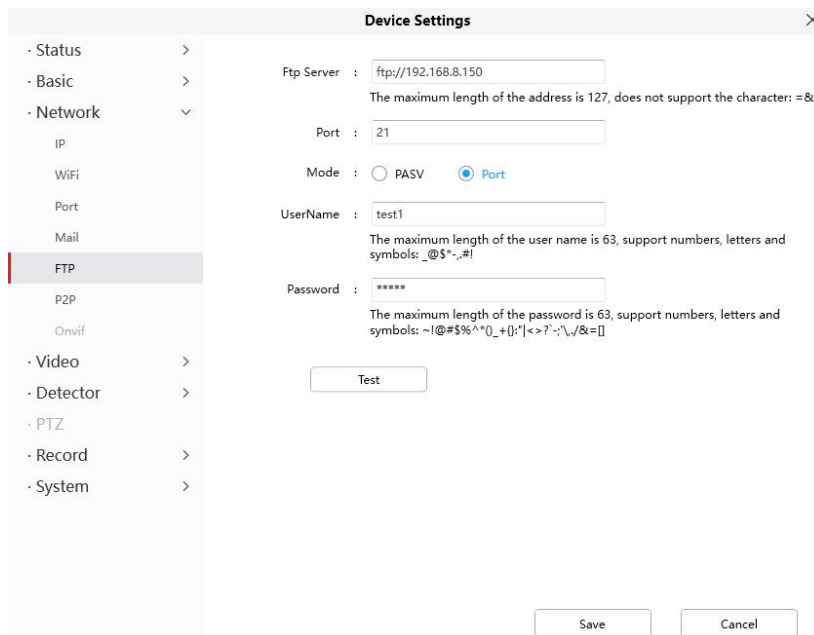 Device Settings
· Status
· Basic
· Network
IP
WiFi
Port
Mail
FTP
P2P
Onvif
· Video
· Detector
· PTZ
· Record
· System
Ftp Server : ftp://192.168.8.150
The maximum length of the address is 127, does not support the character: =&
Port : 21
Mode : PASV Port
UserName : test1
The maximum length of the user name is 63, support numbers, letters and
symbols: _@$*-,.#!
Password : *****
The maximum length of the password is 63, support numbers, letters and
symbols: ~!@#$%^*()_+{}:"|<>?`-;'\,./&=[]
Test
Save Cancel